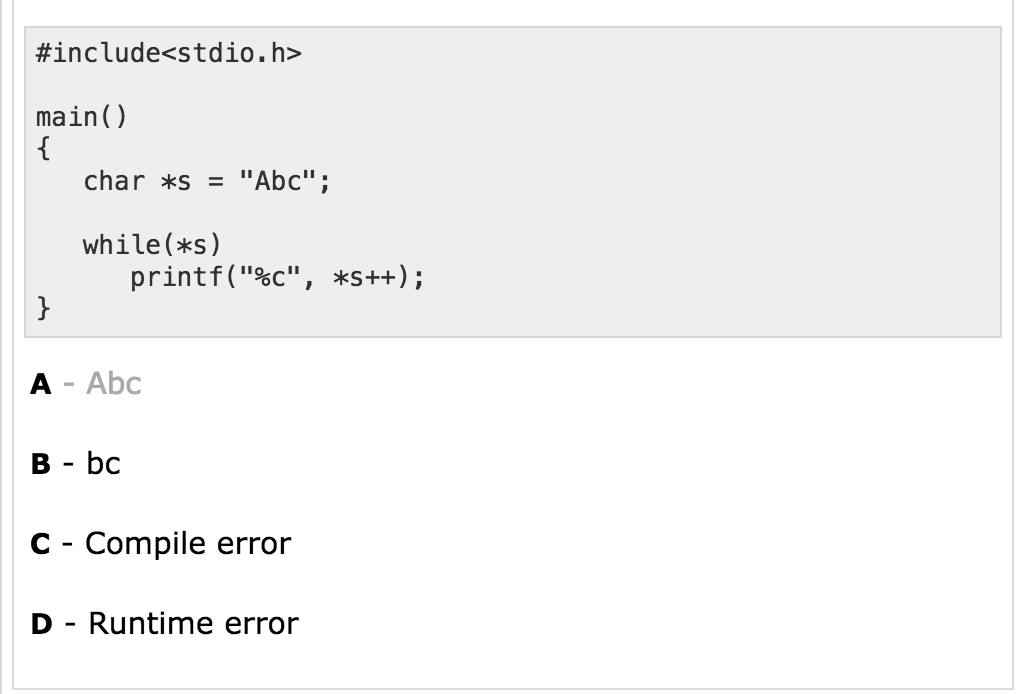 #include<stdio.h>
main()
{
   char *s = "Abc";
   while(*s)
      printf("%c", *s++);
}
A - Abc
B - bc
C - Compile error
D - Runtime error